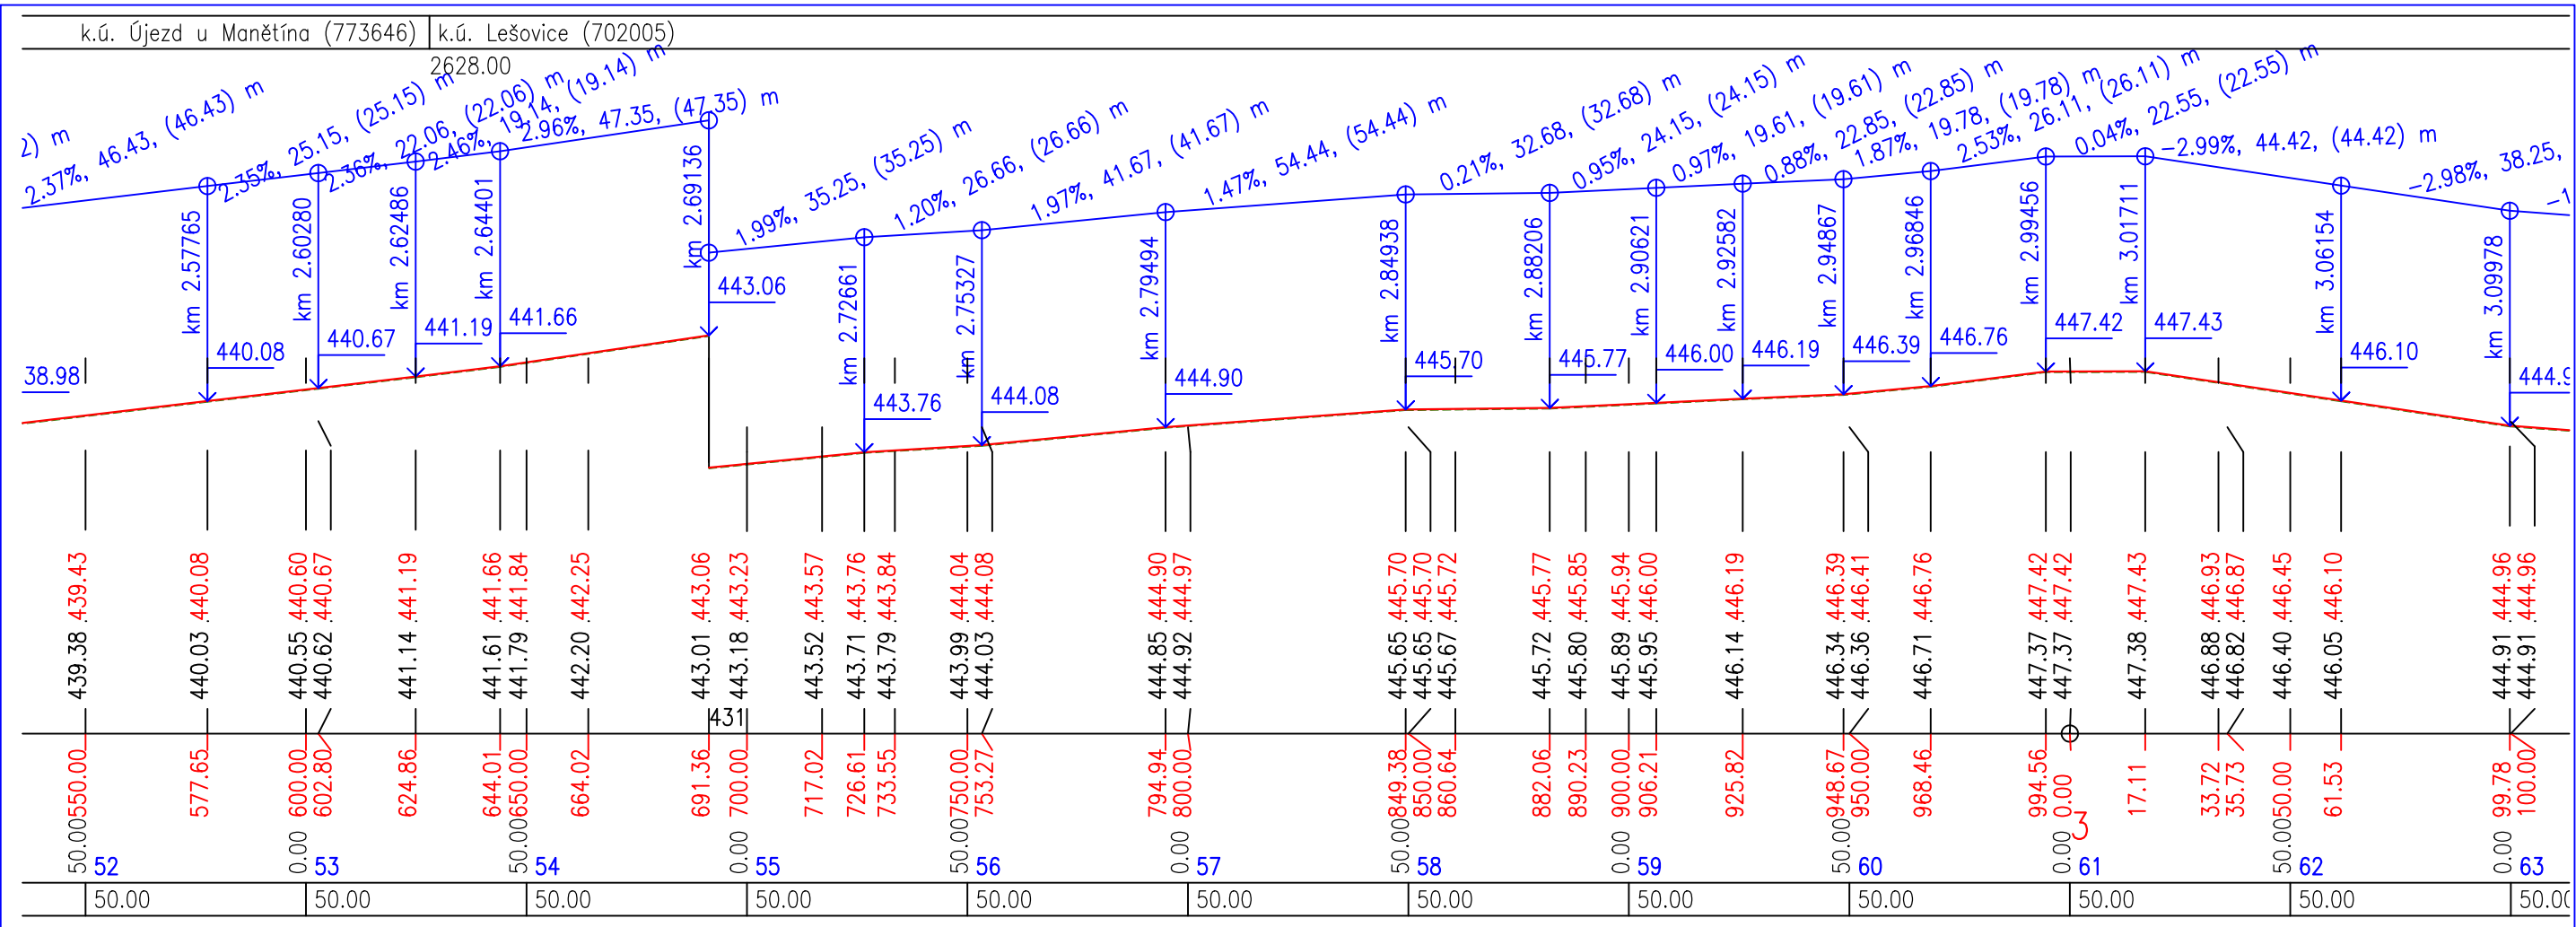 k.ú. Újezd u Manětína (773646) k.ú. Lešovice (702005)
2628.00
2) m
2.37%, 46.43, (46.43) m
2.35%, 25.15, (25.15) m
2.36%, 22.06, (22.06) m
2.46%, 19.14, (19.14) m
2.96%, 47.35, (47.35) m
1.99%, 35.25, (35.25) m
1.20%, 26.66, (26.66) m
1.97%, 41.67, (41.67) m
1.47%, 54.44, (54.44) m
0.21%, 32.68, (32.68) m
0.95%, 24.15, (24.15) m
0.97%, 19.61, (19.61) m
0.88%, 22.85, (22.85) m
1.87%, 19.78, (19.78) m
2.53%, 26.11, (26.11) m
0.04%, 22.55, (22.55) m
-2.99%, 44.42, (44.42) m
-2.98%, 38.25,
-1
km 2.57765
km 2.60280
km 2.62486
km 2.64401
km 2.69136
km 2.72661
km 2.75327
km 2.79494
km 2.84938
km 2.88206
km 2.90621
km 2.92582
km 2.94867
km 2.96846
km 2.99456
km 3.01711
km 3.06154
km 3.09978
38.98
440.08
440.67
441.19
441.66
443.06
443.76
444.08
444.90
445.70
445.77
446.00
446.19
446.39
446.76
447.42
447.43
446.10
444.9
439.38 439.43
440.03 440.08
440.55 440.60
440.62 440.67
441.14 441.19
441.61 441.66
441.79 441.84
442.20 442.25
443.01 443.06
443.18 443.23
443.52 443.57
443.71 443.76
443.79 443.84
443.99 444.04
444.03 444.08
444.85 444.90
444.92 444.97
445.65 445.70
445.65 445.70
445.67 445.72
445.72 445.77
445.80 445.85
445.89 445.94
445.95 446.00
446.14 446.19
446.34 446.39
446.36 446.41
446.71 446.76
447.37 447.42
447.37 447.42
447.38 447.43
446.88 446.93
446.82 446.87
446.40 446.45
446.05 446.10
444.91 444.96
444.91 444.96
431
550.00
577.65
600.00
602.80
624.86
644.01
650.00
664.02
691.36
700.00
717.02
726.61
733.55
750.00
753.27
794.94
800.00
849.38
850.00
860.64
882.06
890.23
900.00
906.21
925.82
948.67
950.00
968.46
994.56
0.00
17.11
33.72
35.73
50.00
61.53
99.78
100.00
3
50.00 0.00 50.00 0.00 50.00 0.00 50.00 0.00 50.00 0.00 50.00 0.00
52 53 54 55 56 57 58 59 60 61 62 63
50.00 50.00 50.00 50.00 50.00 50.00 50.00 50.00 50.00 50.00 50.00 50.00